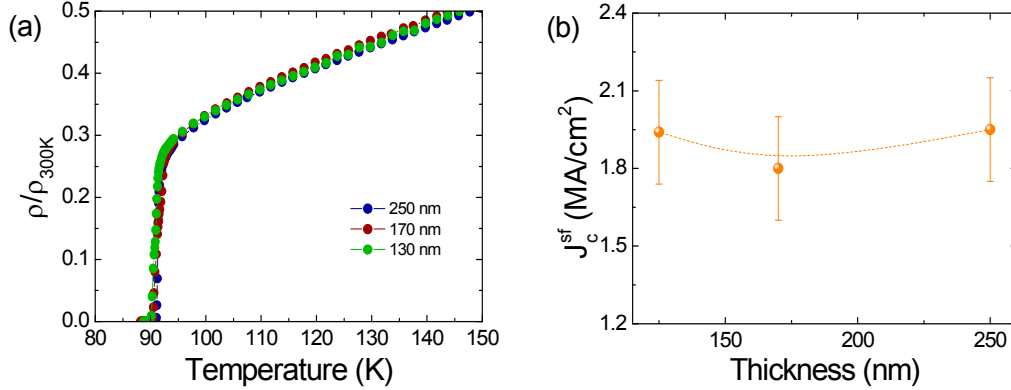 (a)
0.5
0.4
0.3
0.2
0.1
0.0
ρ/ρ300K
80 90 100 110 120 130 140 150
Temperature (K)
250 nm
170 nm
130 nm
(b)
2.4
2.1
1.8
1.5
1.2
Jcsf (MA/cm2)
150 200 250
Thickness (nm)